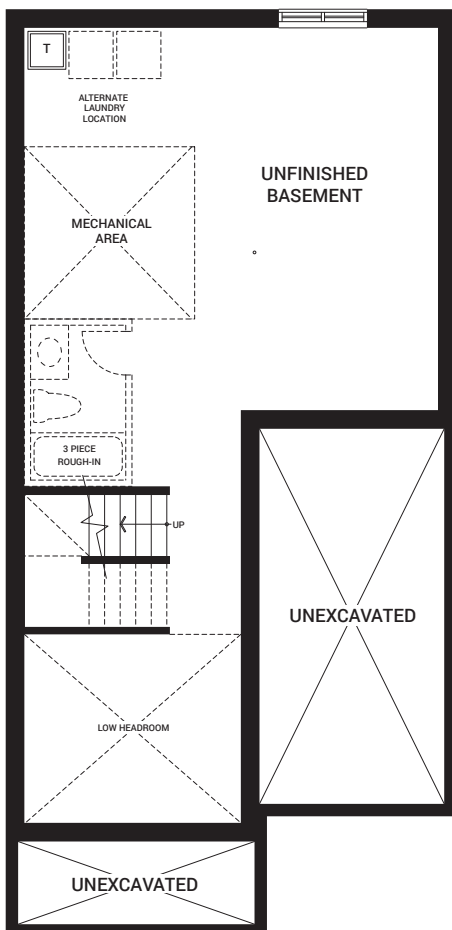 T
ALTERNATE
LAUNDRY
LOCATION
UNFINISHED
BASEMENT
MECHANICAL
AREA
3 PIECE
ROUGH-IN
UP
UNEXCAVATED
LOW HEADROOM
UNEXCAVATED